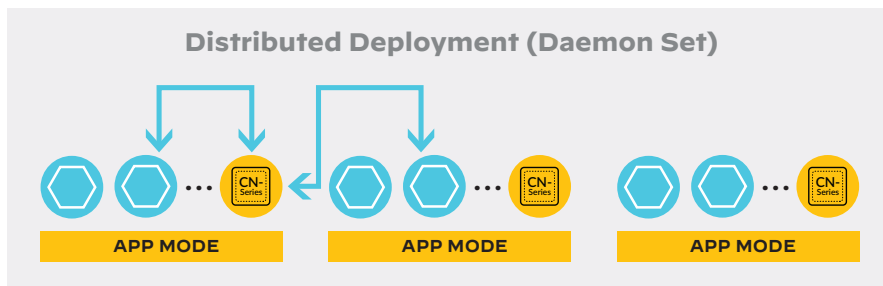 Distributed Deployment (Daemon Set)
... CN-
Series
... CN-
Series
... CN-
Series
APP MODE
APP MODE
APP MODE